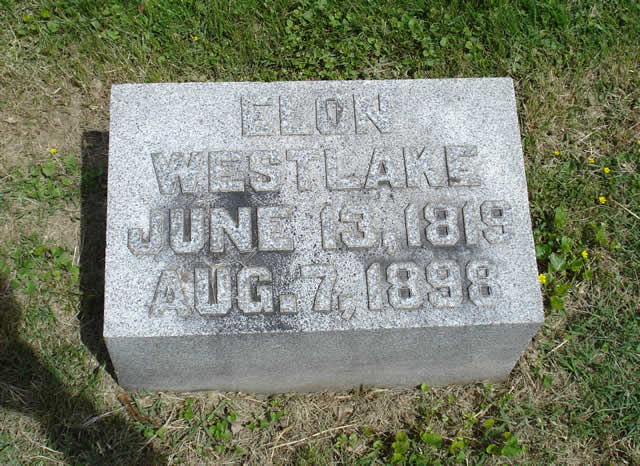 ELON
WESTLAKE
JUNE 13, 1819
AUG. 7, 1898